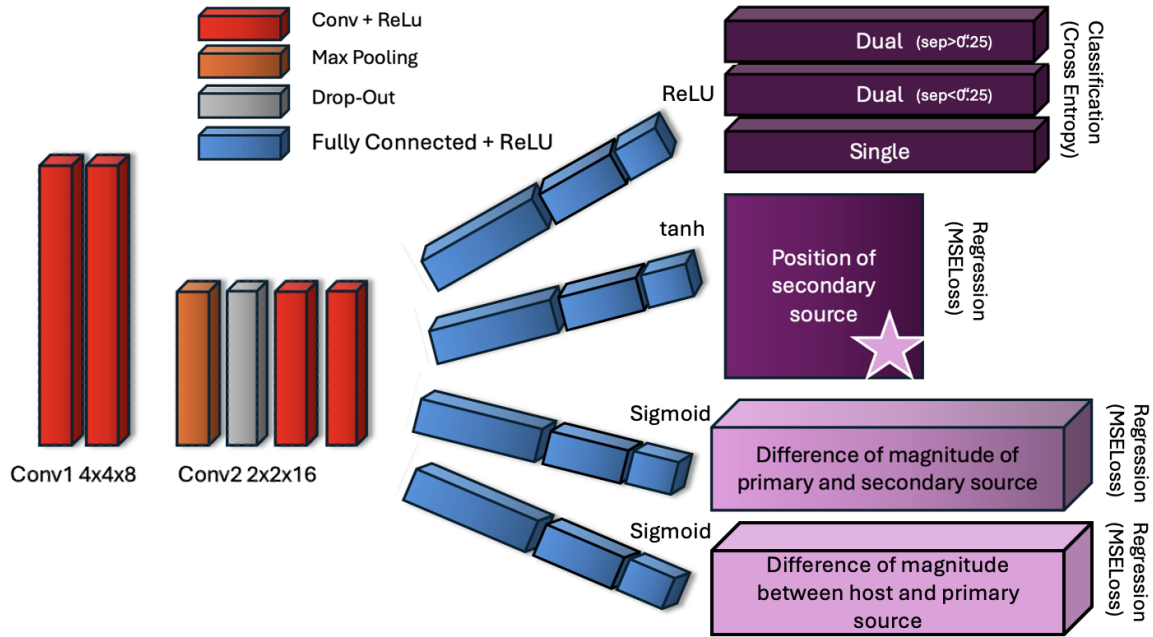 Conv + ReLu
Max Pooling
Drop-Out
Fully Connected + ReLU
Conv1 4x4x8
Conv2 2x2x16
ReLU
Dual (sep>0.″25)
Dual (sep<0.″25)
Single
Classification
(Cross Entropy)
tanh
Position of
secondary
source
Regression
(MSELoss)
Sigmoid
Difference of magnitude of
primary and secondary source
Regression
(MSELoss)
Sigmoid
Difference of magnitude
between host and primary
source
Regression
(MSELoss)